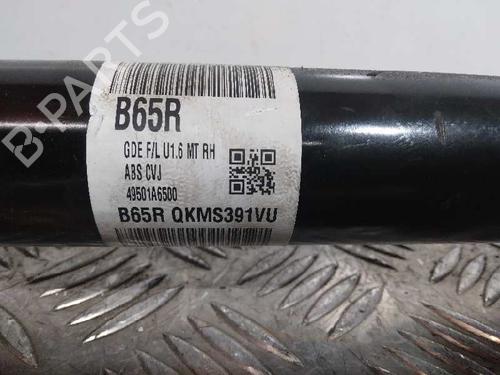 B65R
GDE F/L U1.6 MT RH
ABS CVJ
49501A6500
B65R QKMS391VU
B-PARTS